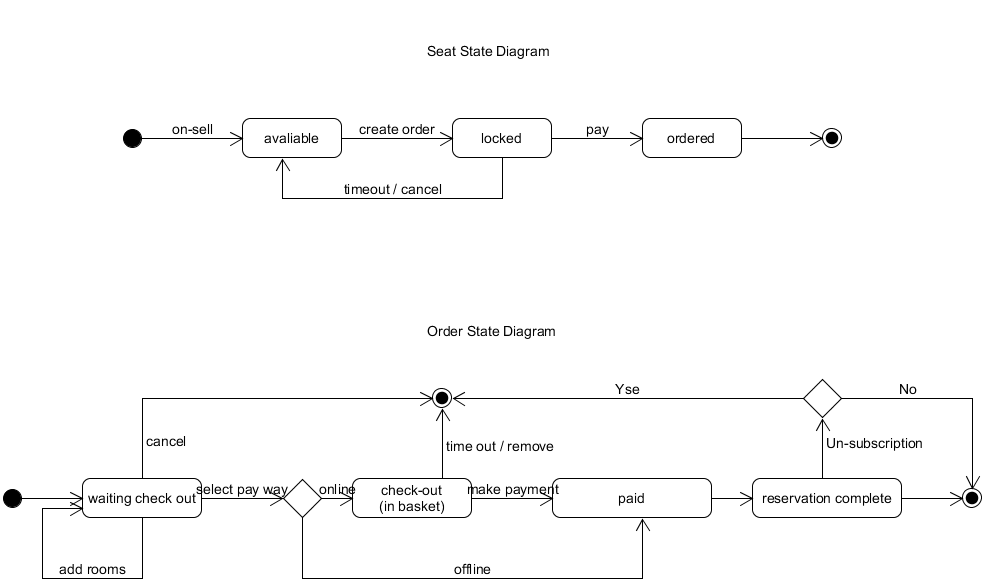 Seat State Diagram
on-sell
avaliable
create order
locked
pay
ordered
timeout / cancel
Order State Diagram
Yse
No
cancel
time out / remove
Un-subscription
waiting check out
select pay way
online
check-out
(in basket)
make payment
paid
reservation complete
add rooms
offline